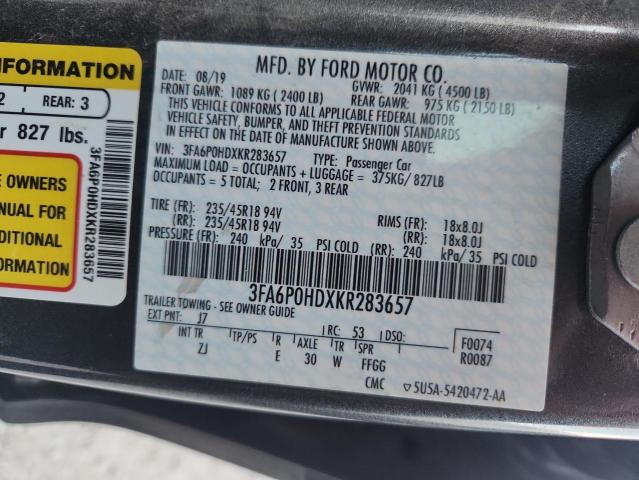 INFORMATION
2 REAR: 3
r 827 lbs.
E OWNERS
NUAL FOR
DITIONAL
FORMATION
3FA6P0HDXKR283657
MFD. BY FORD MOTOR CO.
DATE: 08/19 GVWR: 2041 KG ( 4500 LB)
FRONT GAWR: 1089 KG ( 2400 LB) REAR GAWR: 975 KG ( 2150 LB)
THIS VEHICLE CONFORMS TO ALL APPLICABLE FEDERAL MOTOR
VEHICLE SAFETY, BUMPER, AND THEFT PREVENTION STANDARDS
IN EFFECT ON THE DATE OF MANUFACTURE SHOWN ABOVE.
VIN: 3FA6P0HDXKR283657 TYPE: Passenger Car
MAXIMUM LOAD = OCCUPANTS + LUGGAGE = 375KG/ 827LB
OCCUPANTS = 5 TOTAL; 2 FRONT, 3 REAR
TIRE (FR): 235/45R18 94V RIMS (FR): 18x8.0J
(RR): 235/45R18 94V (RR): 18x8.0J
PRESSURE (FR): 240 kPa/ 35 PSI COLD (RR): 240 kPa/ 35 PSI COLD
3FA6P0HDXKR283657
TRAILER TOWING - SEE OWNER GUIDE
EXT PNT: J7 RC: 53 DSO: F0074
INT TR TP/PS R AXLE TR SPR R0087
ZJ E 30 W FFGG
CMC 5U5A-5420472-AA